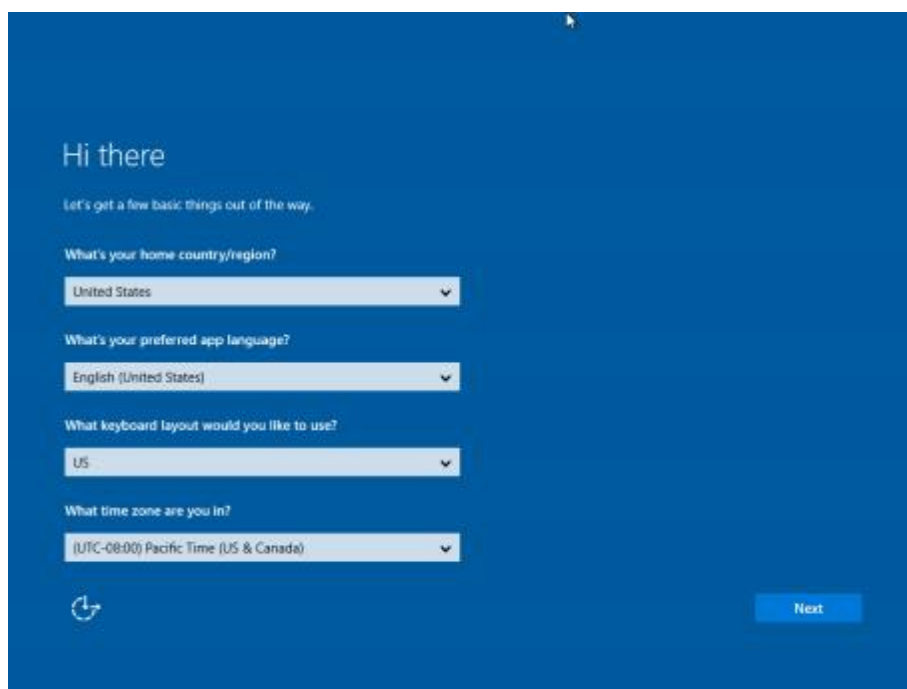 Hi there
Let's get a few basic things out of the way.
What's your home country/region?
United States
What's your preferred app language?
English (United States)
What keyboard layout would you like to use?
US
What time zone are you in?
(UTC-08:00) Pacific Time (US & Canada)
Next